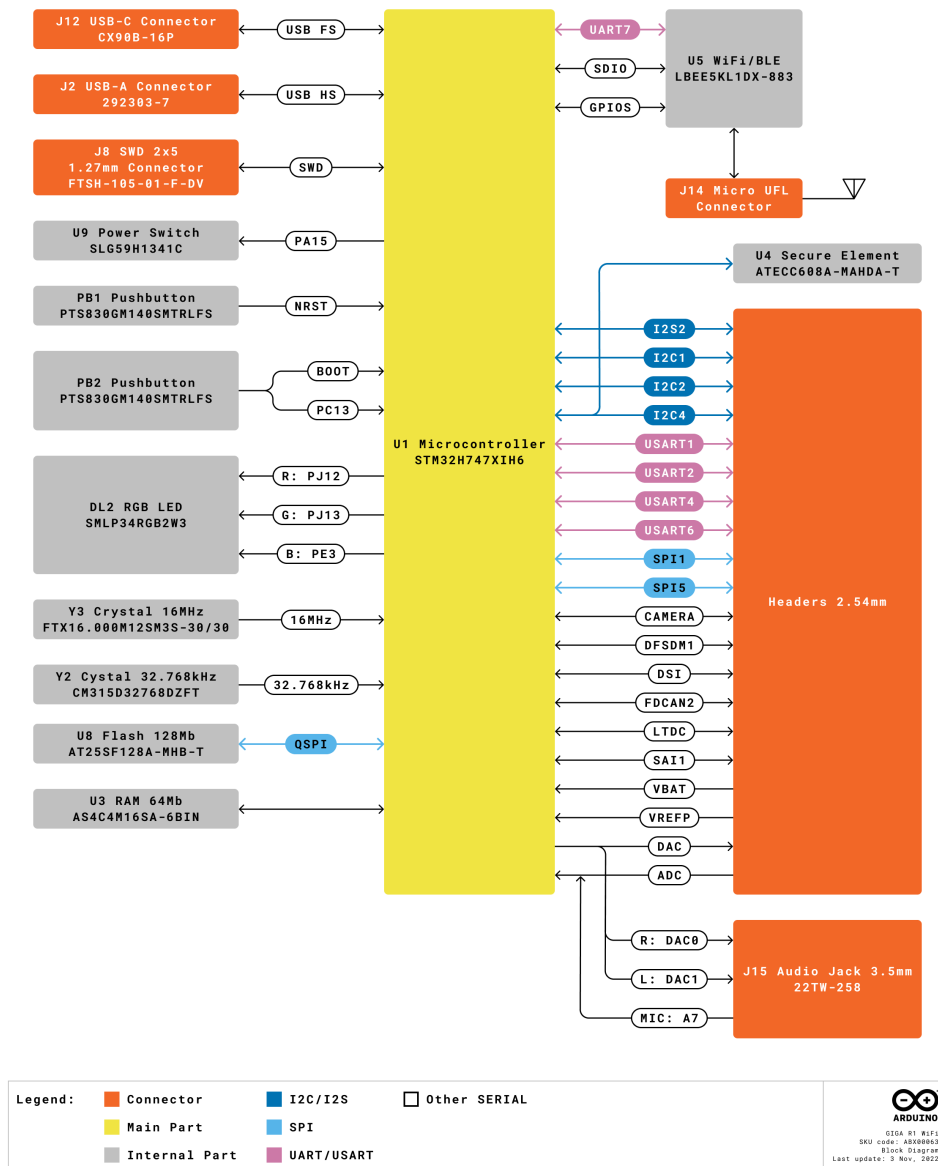 J12 USB-C Connector
CX90B-16P
USB FS
J2 USB-A Connector
292303-7
USB HS
J8 SWD 2x5
1.27mm Connector
FTSH-105-01-F-DV
SWD
U9 Power Switch
SLG59H1341C
PA15
PB1 Pushbutton
PTS830GM140SMTRLFS
NRST
PB2 Pushbutton
PTS830GM140SMTRLFS
BOOT
PC13
DL2 RGB LED
SMLP34RGB2W3
R: PJ12
G: PJ13
B: PE3
Y3 Crystal 16MHz
FTX16.000M12SM3S-30/30
16MHz
Y2 Cystal 32.768kHz
CM315D32768DZFT
32.768kHz
U8 Flash 128Mb
AT25SF128A-MHB-T
QSPI
U3 RAM 64Mb
AS4C4M16SA-6BIN
U1 Microcontroller
STM32H747XIH6
UART7
SDIO
GPIOS
U5 WiFi/BLE
LBEE5KL1DX-883
J14 Micro UFL
Connector
U4 Secure Element
ATECC608A-MAHDA-T
I2S2
I2C1
I2C2
I2C4
USART1
USART2
USART4
USART6
SPI1
SPI5
CAMERA
DFSDM1
DSI
FDCAN2
LTDC
SAI1
VBAT
VREFP
DAC
ADC
Headers 2.54mm
R: DAC0
L: DAC1
MIC: A7
J15 Audio Jack 3.5mm
22TW-258
Legend:
Connector
Main Part
Internal Part
I2C/I2S
SPI
UART/USART
Other SERIAL
ARDUINO
GIGA R1 WiFi
SKU code: ABX00063
Block Diagram
Last update: 3 Nov, 2022